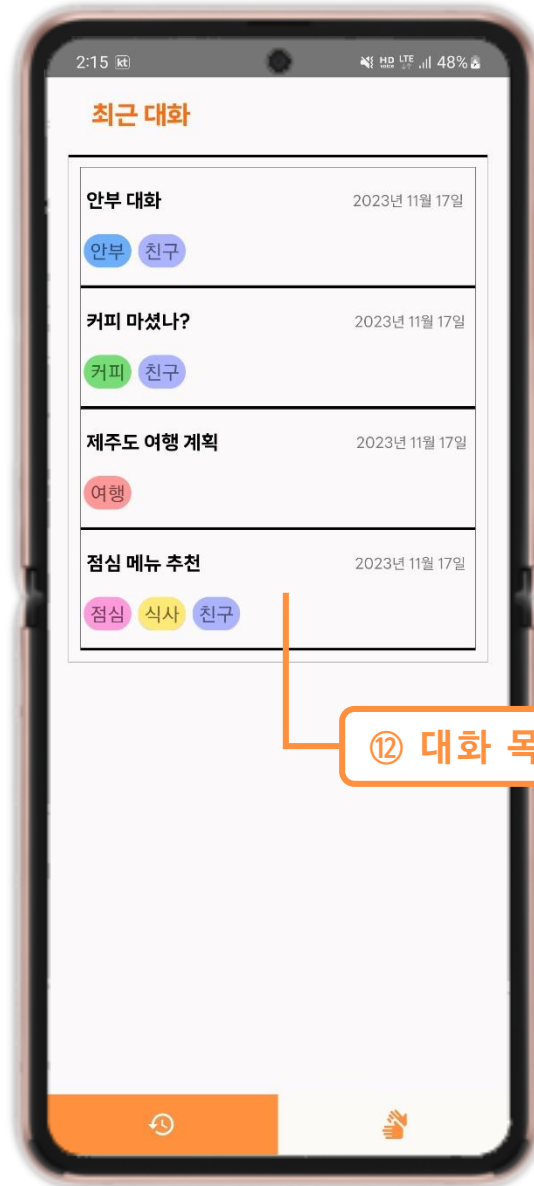 2:15 kt HD LTE 48%
최근 대화
안부 대화 2023년 11월 17일
안부 친구
커피 마셨나? 2023년 11월 17일
커피 친구
제주도 여행 계획 2023년 11월 17일
여행
점심 메뉴 추천 2023년 11월 17일
점심 식사 친구
⑫ 대화 목